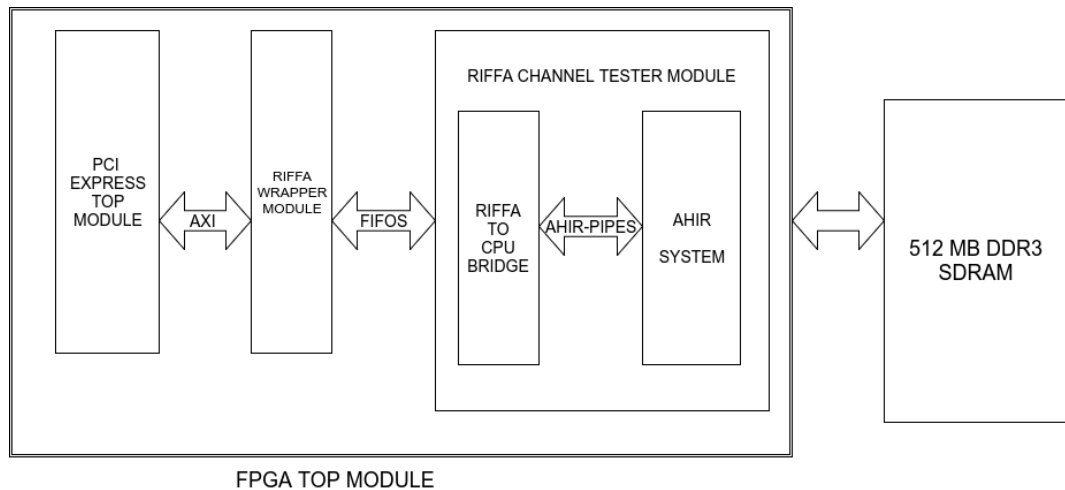 RIFFA CHANNEL TESTER MODULE
PCI
EXPRESS
TOP
MODULE
AXI
RIFFA
WRAPPER
MODULE
FIFOS
RIFFA
TO
CPU
BRIDGE
AHIR-PIPES
AHIR
SYSTEM
512 MB DDR3
SDRAM
FPGA TOP MODULE